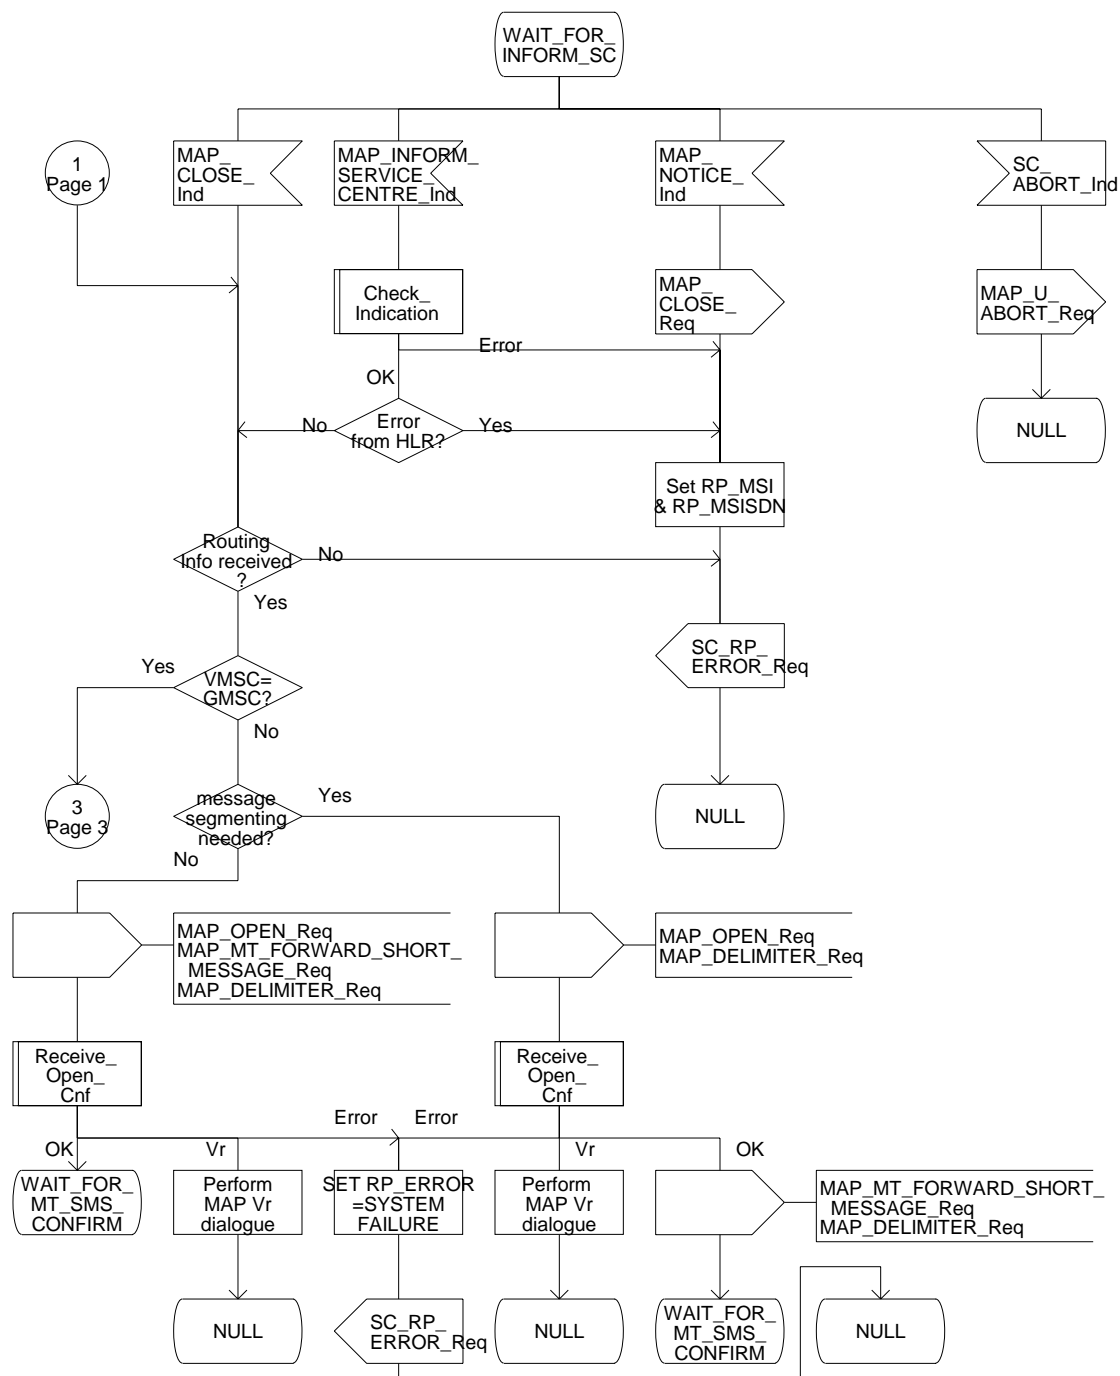 WAIT_FOR_
INFORM_SC
1
Page 1
MAP_
CLOSE_
Ind
MAP_INFORM_
SERVICE_
CENTRE_Ind
MAP_
NOTICE_
Ind
SC_
ABORT_Ind
Check_
Indication
MAP_
CLOSE_
Req
MAP_U_
ABORT_Req
Error
OK
No
Error
from HLR?
Yes
NULL
Set RP_MSI
& RP_MSISDN
Routing
Info received
?
No
Yes
SC_RP_
ERROR_Req
Yes
VMSC=
GMSC?
No
3
Page 3
message
segmenting
needed?
Yes
NULL
No
MAP_OPEN_Req
MAP_MT_FORWARD_SHORT_
MESSAGE_Req
MAP_DELIMITER_Req
MAP_OPEN_Req
MAP_DELIMITER_Req
Receive_
Open_
Cnf
Receive_
Open_
Cnf
Error
Error
OK
Vr
Vr
OK
WAIT_FOR_
MT_SMS_
CONFIRM
Perform
MAP Vr
dialogue
SET RP_ERROR
=SYSTEM
FAILURE
Perform
MAP Vr
dialogue
MAP_MT_FORWARD_SHORT_
MESSAGE_Req
MAP_DELIMITER_Req
NULL
SC_RP_
ERROR_Req
NULL
WAIT_FOR_
MT_SMS_
CONFIRM
NULL